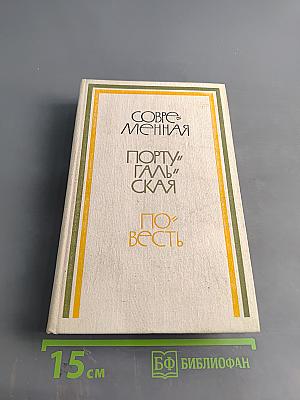 СОВРЕ"
МЕННАЯ
ПОРТУ"
ГАЛЬ"
СКАЯ
ПО"
ВЕСТЬ
15 см
БФ БИБЛИОФАН